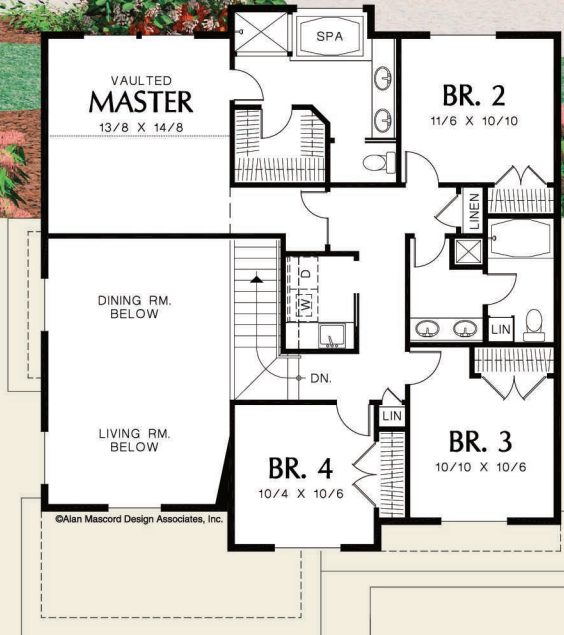 SPA
VAULTED
MASTER
13/8 X 14/8
BR. 2
11/6 X 10/10
LINEN
DINING RM.
BELOW
W D
LIN
DN.
LIN
LIVING RM.
BELOW
BR. 4
10/4 X 10/6
BR. 3
10/10 X 10/6
©Alan Mascord Design Associates, Inc.